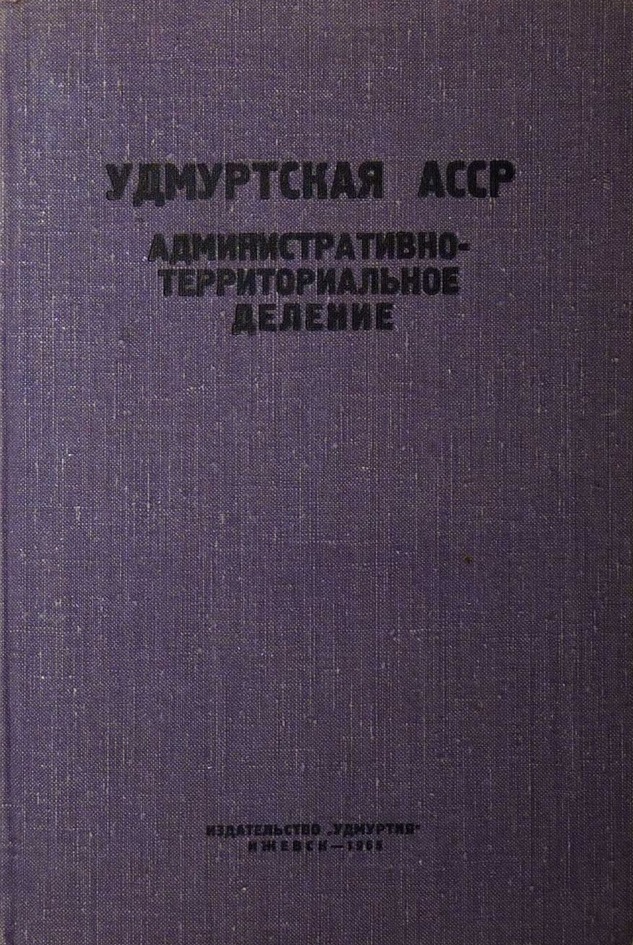 УДМУРТСКАЯ АССР
АДМИНИСТРАТИВНО-
ТЕРРИТОРИАЛЬНОЕ
ДЕЛЕНИЕ
ИЗДАТЕЛЬСТВО „УДМУРТИЯ“
ИЖЕВСК—